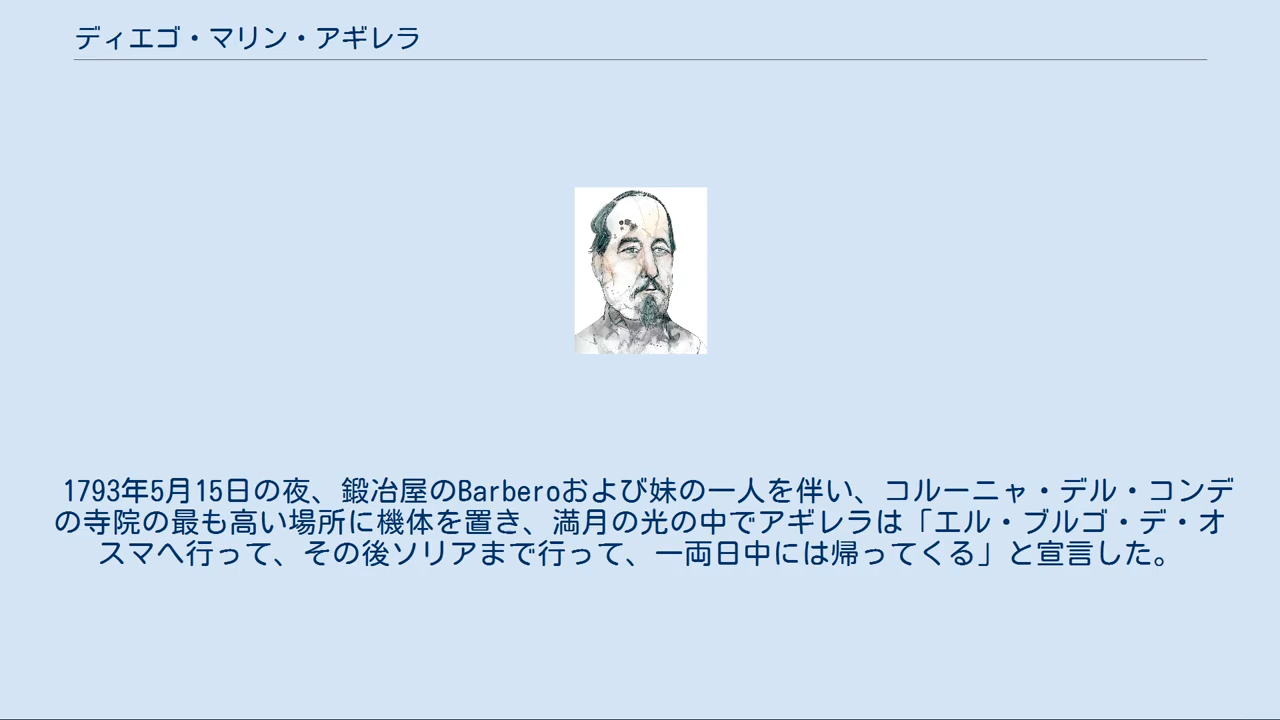 ディエゴ・マリン・アギレラ
1793年5月15日の夜、鍛冶屋のBarberoおよび妹の一人を伴い、コルーニャ・デル・コンデ
の寺院の最も高い場所に機体を置き、満月の光の中でアギレラは「エル・ブルゴ・デ・オ
スマへ行って、その後ソリアまで行って、一両日中には帰ってくる」と宣言した。